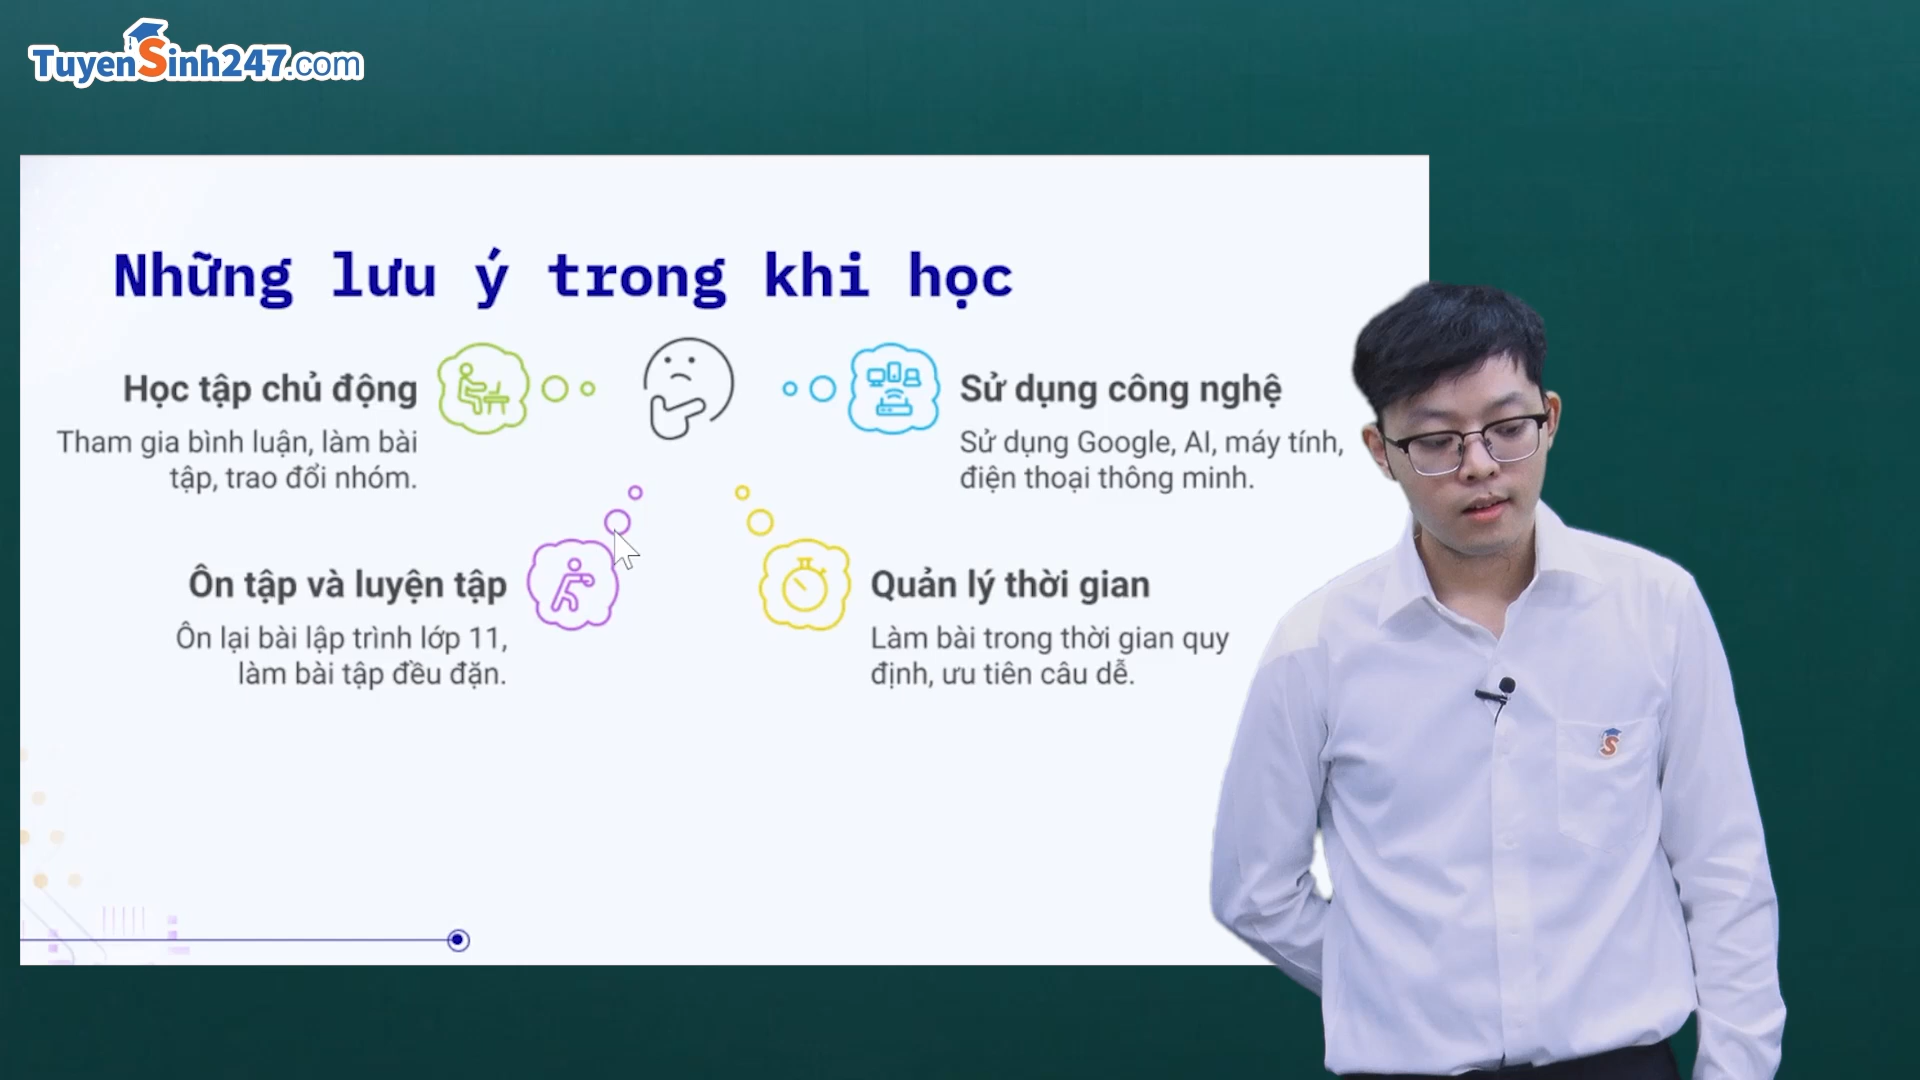 TuyenSinh247.com
Những lưu ý trong khi học
Học tập chủ động
Tham gia bình luận, làm bài
tập, trao đổi nhóm.
Sử dụng công nghệ
Sử dụng Google, AI, máy tính,
điện thoại thông minh.
Ôn tập và luyện tập
Ôn lại bài lập trình lớp 11,
làm bài tập đều đặn.
Quản lý thời gian
Làm bài trong thời gian quy
định, ưu tiên câu dễ.
S